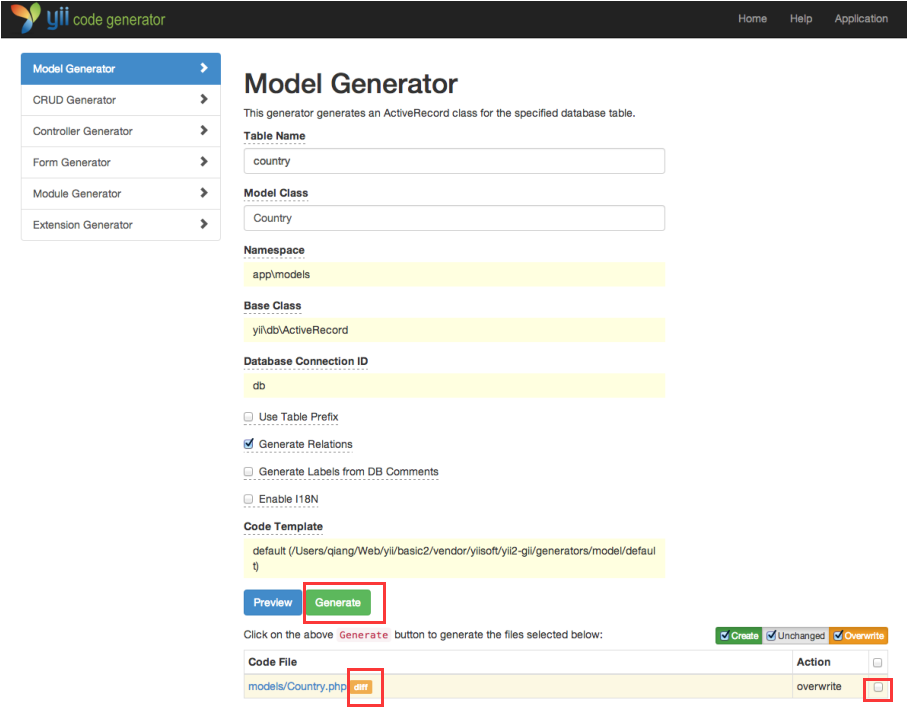 yii code generator
Home Help Application
Model Generator
CRUD Generator
Controller Generator
Form Generator
Module Generator
Extension Generator
Model Generator
This generator generates an ActiveRecord class for the specified database table.
Table Name
country
Model Class
Country
Namespace
app\models
Base Class
yii\db\ActiveRecord
Database Connection ID
db
Use Table Prefix
Generate Relations
Generate Labels from DB Comments
Enable I18N
Code Template
default (/Users/qiang/Web/yii/basic2/vendor/yiisoft/yii2-gii/generators/model/defaul
t)
Preview Generate
Click on the above Generate button to generate the files selected below:
Create Unchanged Overwrite
Code File Action
models/Country.php diff overwrite